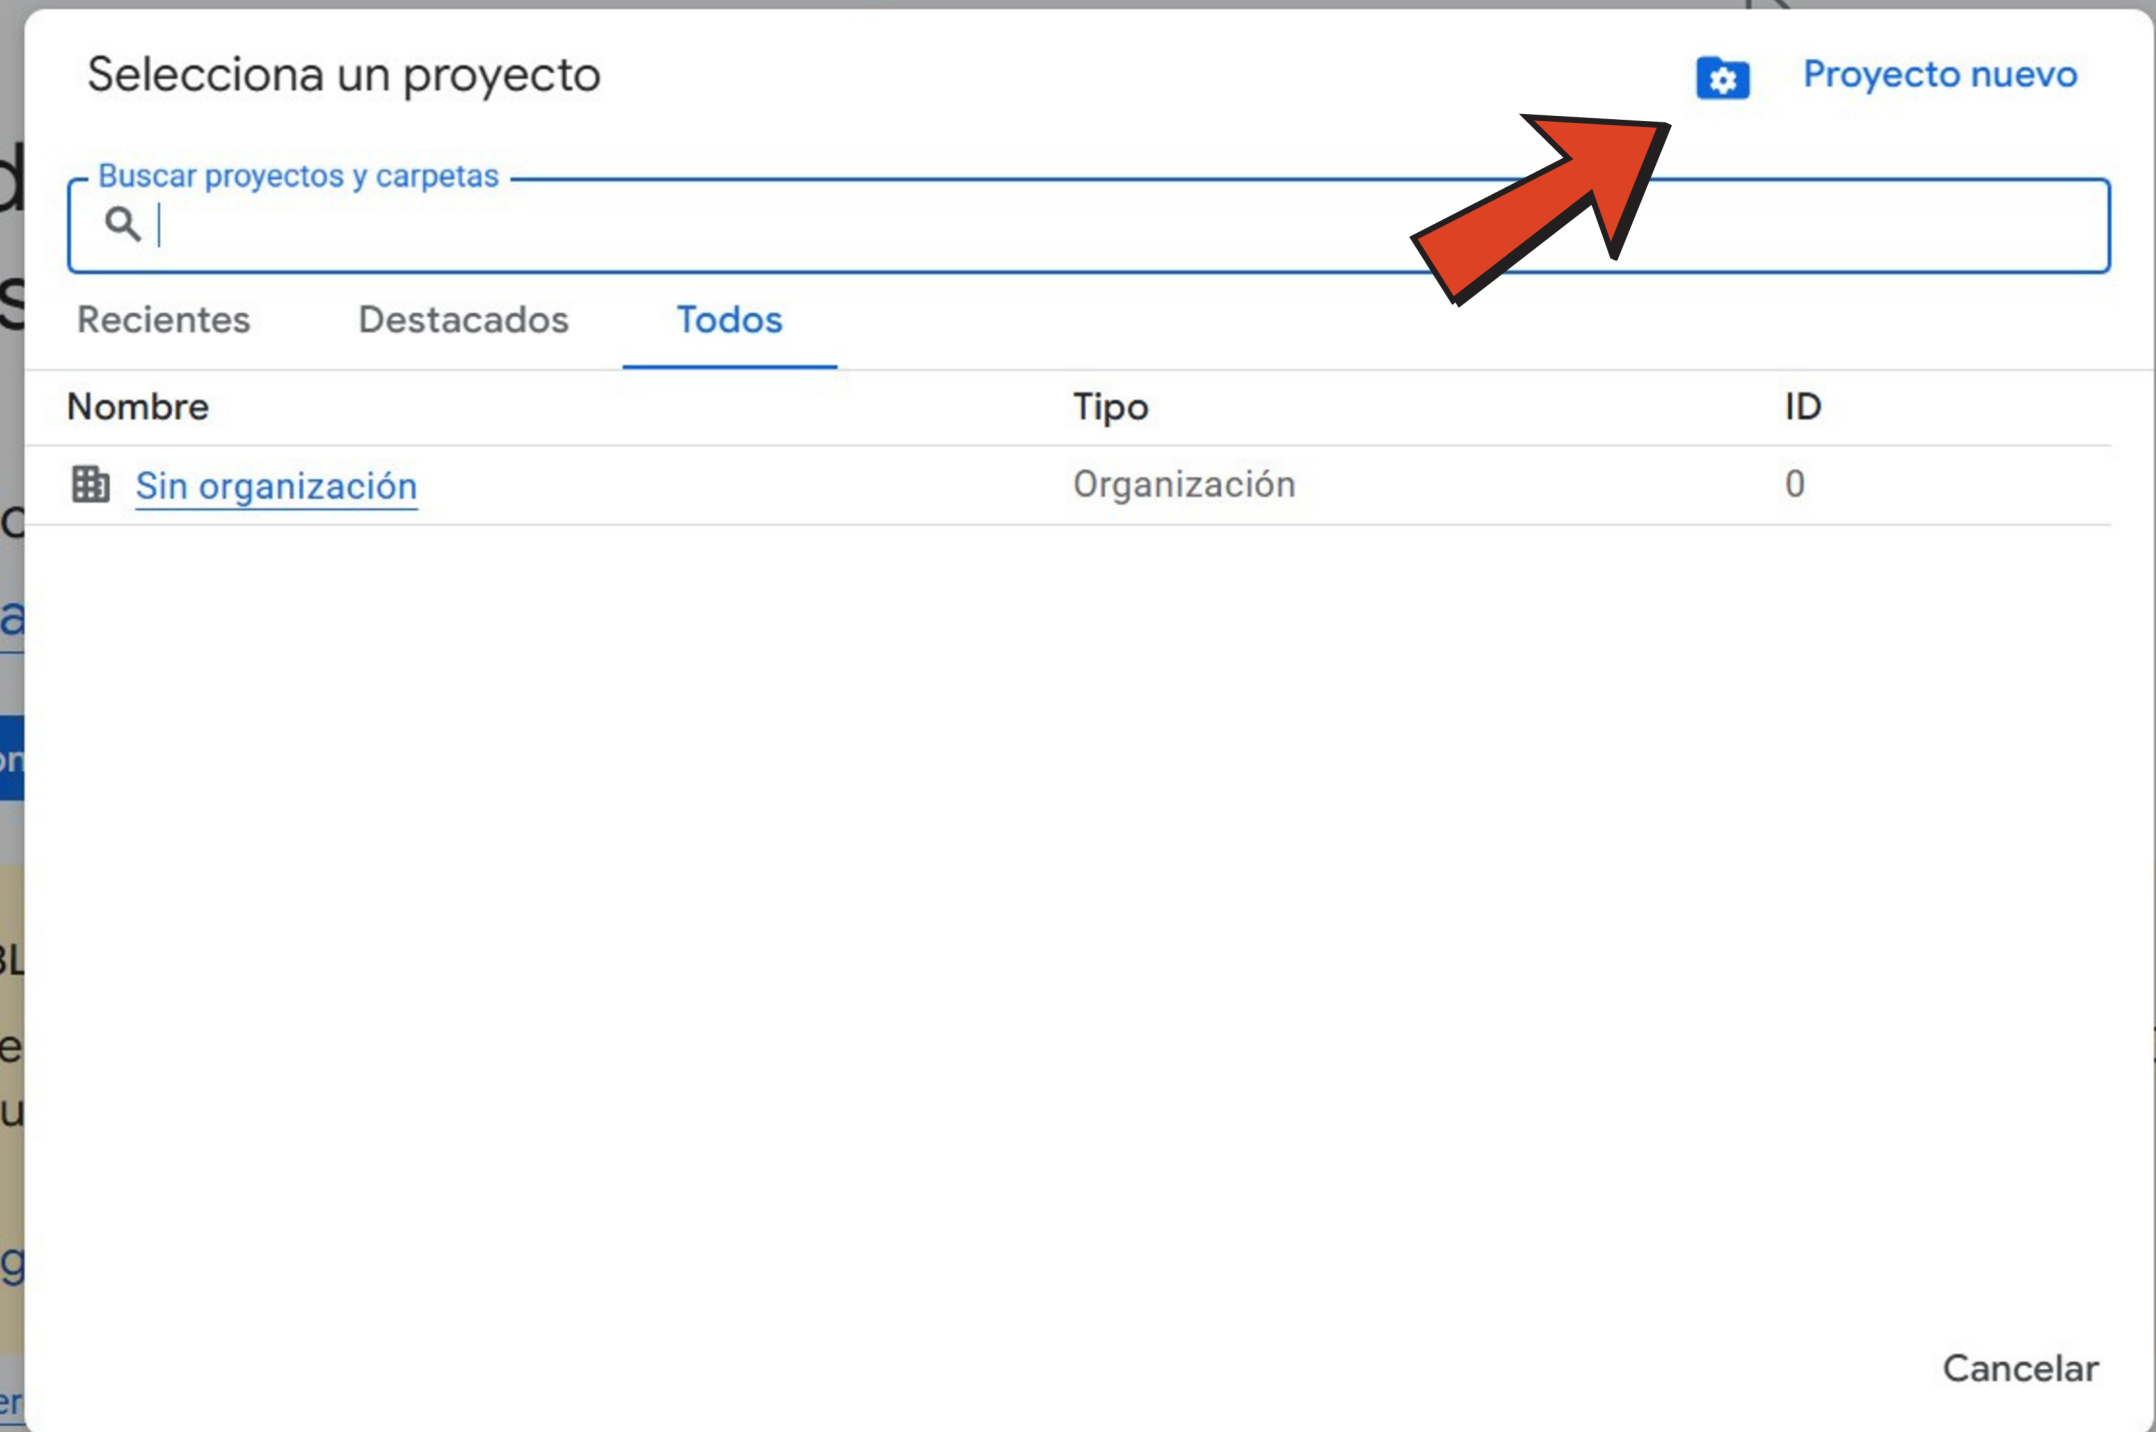 Selecciona un proyecto
Proyecto nuevo
Buscar proyectos y carpetas
Recientes Destacados Todos
Nombre Tipo ID
Sin organización Organización 0
Cancelar